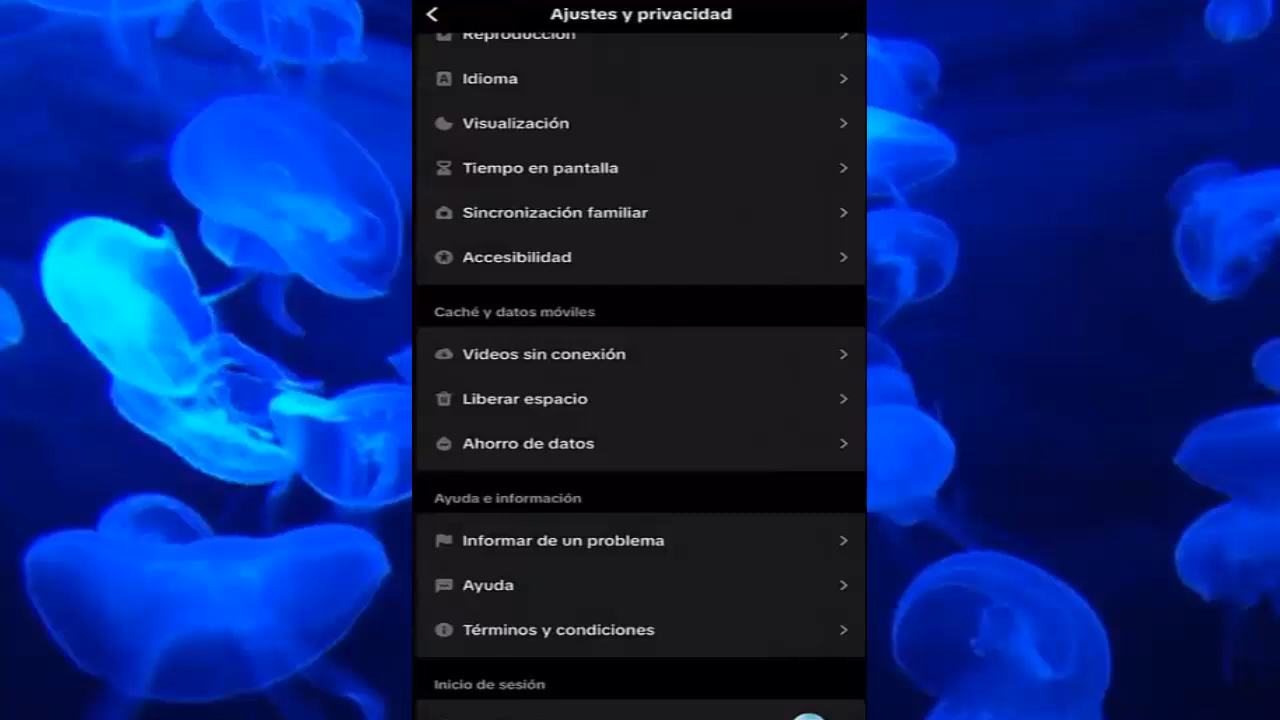 Ajustes y privacidad
Reproducción
Idioma
Visualización
Tiempo en pantalla
Sincronización familiar
Accesibilidad
Caché y datos móviles
Videos sin conexión
Liberar espacio
Ahorro de datos
Ayuda e información
Informar de un problema
Ayuda
Términos y condiciones
Inicio de sesión